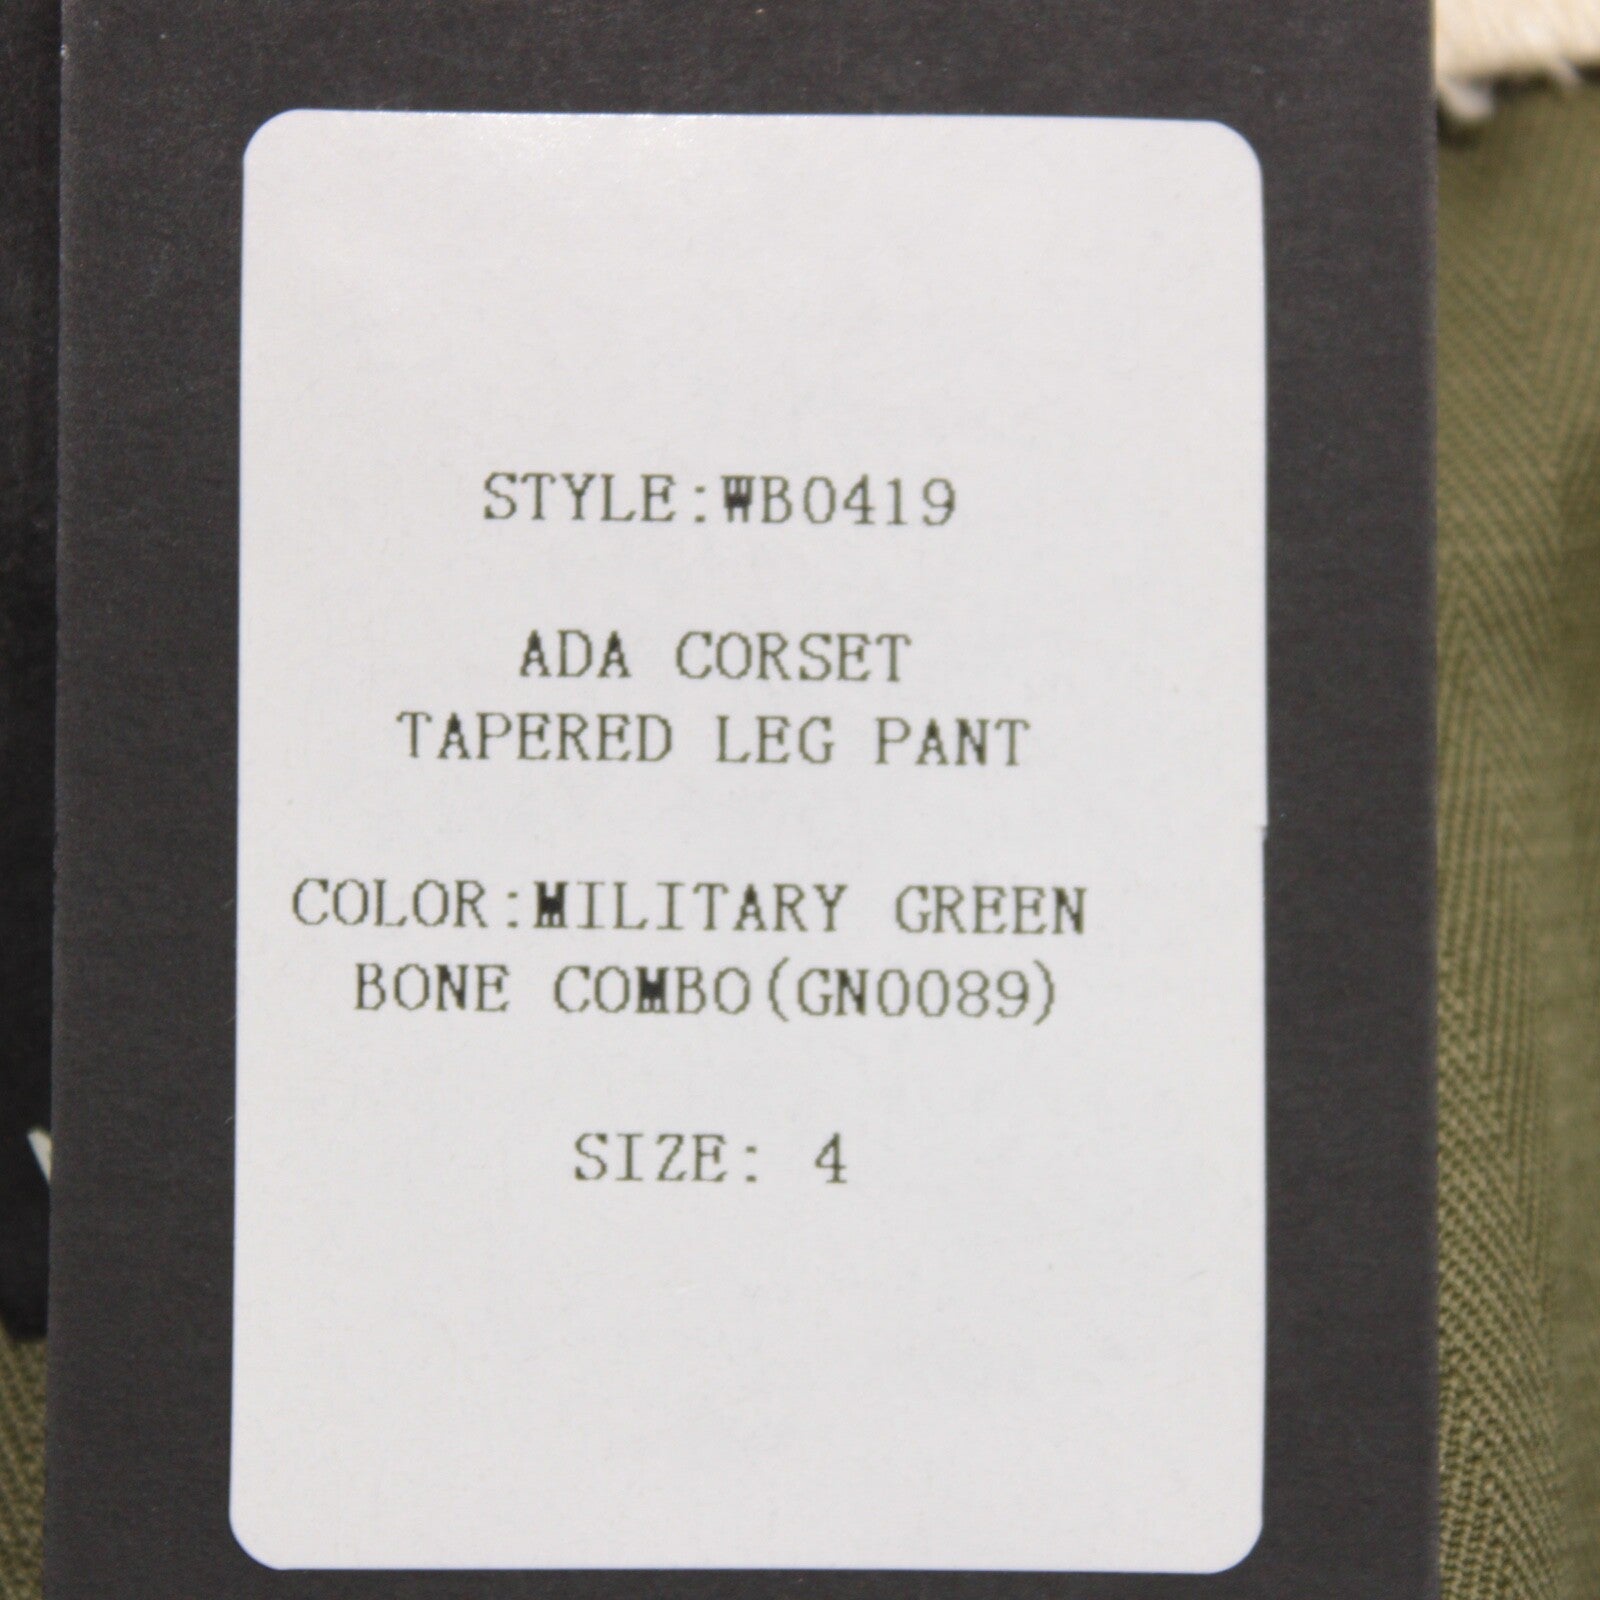 STYLE:WB0419
ADA CORSET
TAPERED LEG PANT
COLOR:MILITARY GREEN
BONE COMBO(GN0089)
SIZE: 4